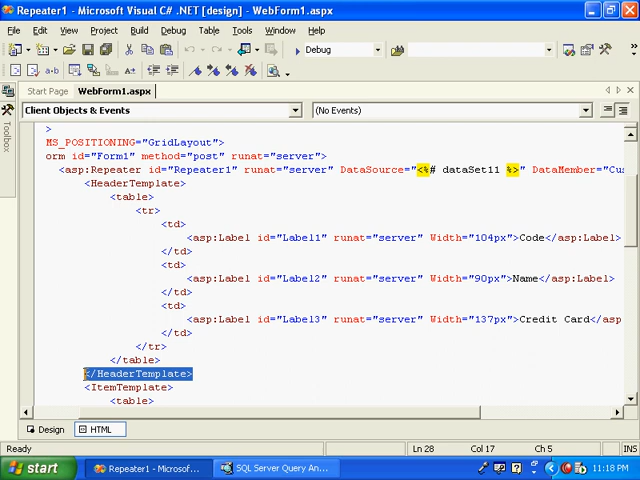 Repeater1 - Microsoft Visual C# .NET [design] - WebForm1.aspx
File Edit View Project Build Debug Table Tools Window Help
Debug
Start Page WebForm1.aspx
Client Objects & Events (No Events)
Toolbox
>
MS_POSITIONING="GridLayout">
orm id="Form1" method="post" runat="server">
<asp:Repeater id="Repeater1" runat="server" DataSource="<%# dataSet11 %>" DataMember="Cus
<HeaderTemplate>
<table>
<tr>
<td>
<asp:Label id="Label1" runat="server" Width="104px">Code</asp:Label>
</td>
<td>
<asp:Label id="Label2" runat="server" Width="90px">Name</asp:Label>
</td>
<td>
<asp:Label id="Label3" runat="server" Width="137px">Credit Card</asp
</td>
</tr>
</table>
</HeaderTemplate>
<ItemTemplate>
<table>
Design HTML
Ready Ln 28 Col 17 Ch 5 INS
start Repeater1 - Microsof... SQL Server Query An... 11:18 PM